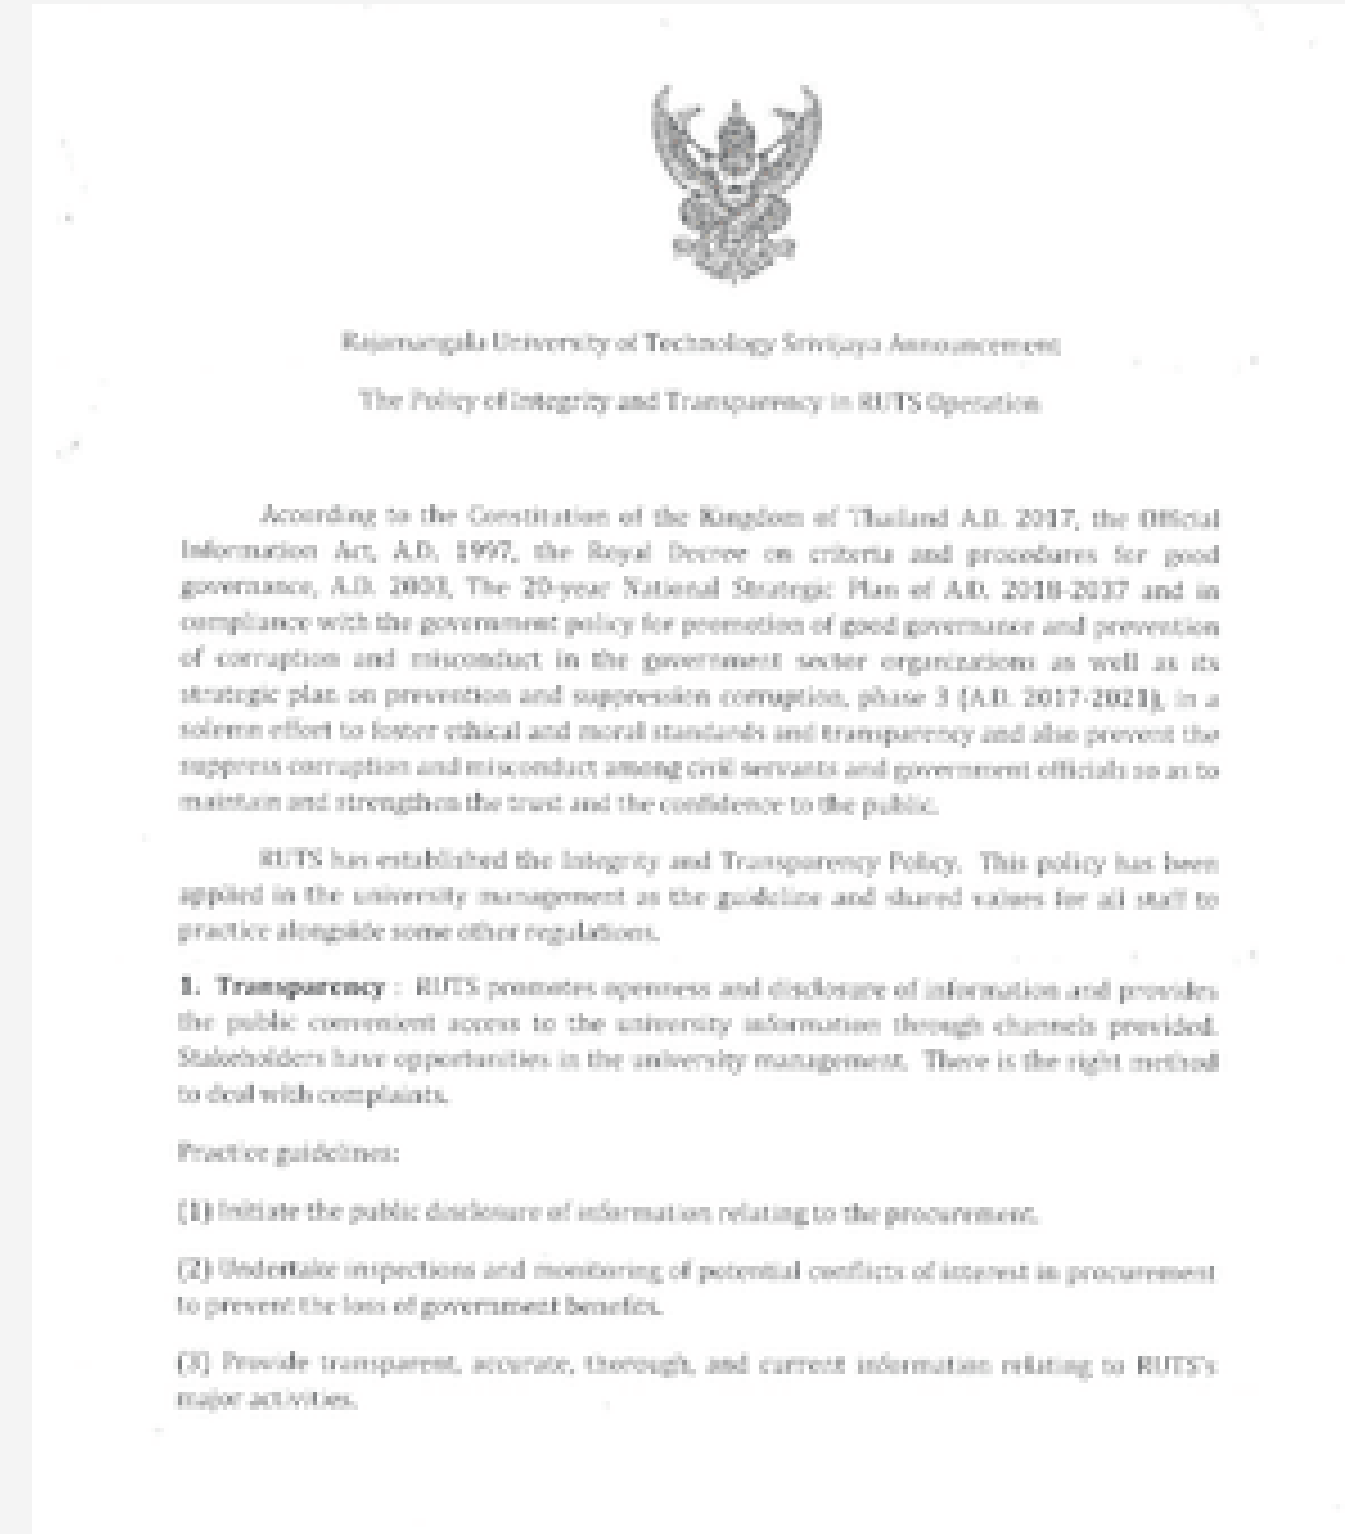 Rajamangala University of Technology Srivijaya Announcement
The Policy of Integrity and Transparency in RUTS Operation
According to the Constitution of the Kingdom of Thailand A.D. 2017, the Official
Information Act, A.D. 1997, the Royal Decree on criteria and procedures for good
governance, A.D. 2003, The 20-year National Strategic Plan of A.D. 2018-2037 and in
compliance with the government policy for promotion of good governance and prevention
of corruption and misconduct in the government sector organizations as well as its
strategic plan on prevention and suppression corruption, phase 3 (A.D. 2017-2021), in a
solemn effort to foster ethical and moral standards and transparency and also prevent the
suppress corruption and misconduct among civil servants and government officials so as to
maintain and strengthen the trust and the confidence to the public.
RUTS has established the Integrity and Transparency Policy. This policy has been
applied in the university management as the guideline and shared values for all staff to
practice alongside some other regulations.
1. Transparency : RUTS promotes openness and disclosure of information and provides
the public convenient access to the university information through channels provided.
Stakeholders have opportunities in the university management. There is the right method
to deal with complaints.
Practice guidelines:
(1) Initiate the public disclosure of information relating to the procurement.
(2) Undertake inspections and monitoring of potential conflicts of interest in procurement
to prevent the loss of government benefits.
(3) Provide transparent, accurate, thorough, and current information relating to RUTS's
major activities.